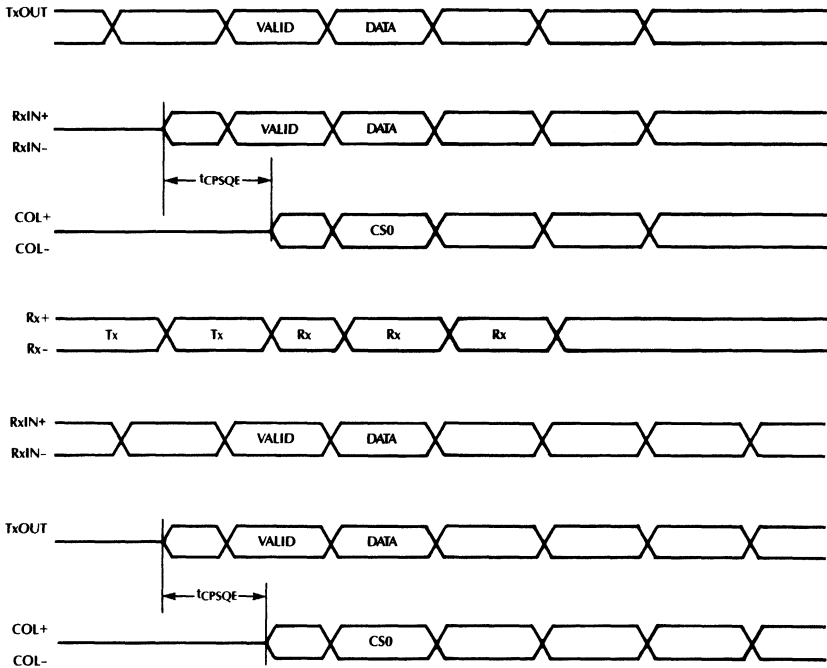 TxOUT
VALID DATA
RxIN+
VALID DATA
RxIN–
tCPSQE
COL+
CS0
COL–
Rx+
Tx Tx Rx Rx Rx
Rx–
RxIN+
VALID DATA
RxIN–
TxOUT
VALID DATA
tCPSQE
COL+
CS0
COL–